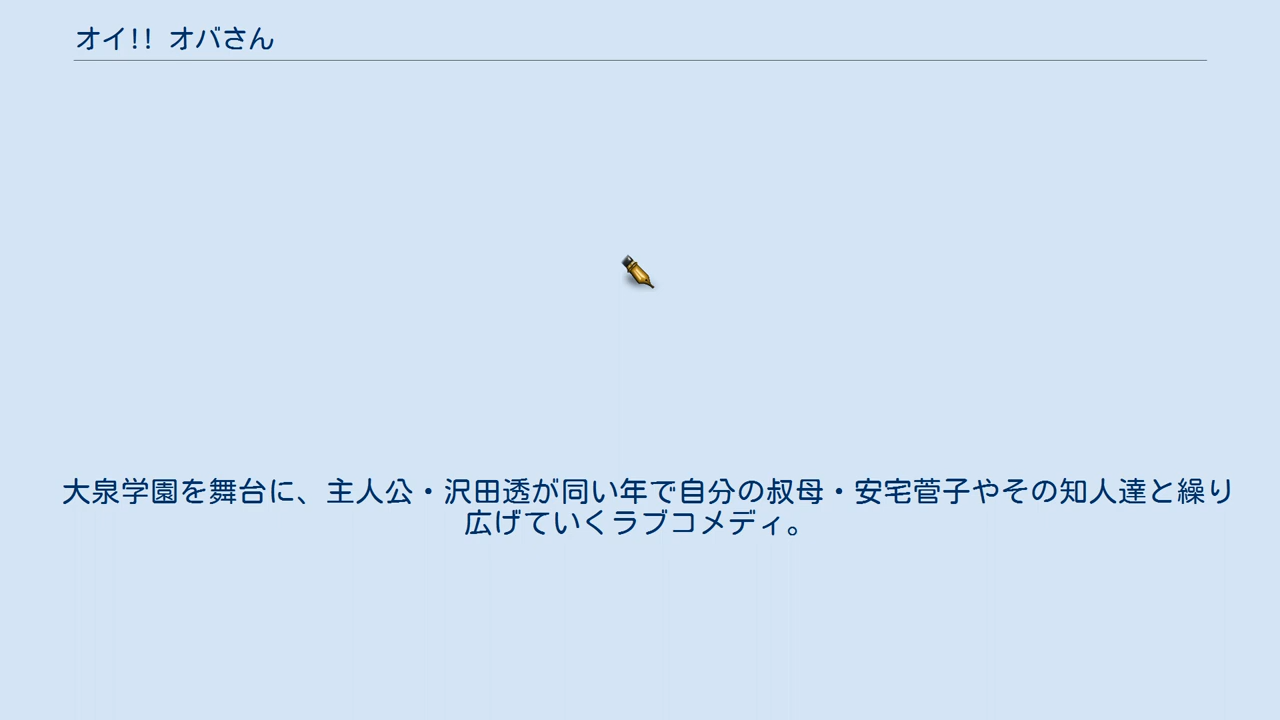 オイ!! オバさん
大泉学園を舞台に、主人公・沢田透が同い年で自分の叔母・安宅菅子やその知人達と繰り
広げていくラブコメディ。